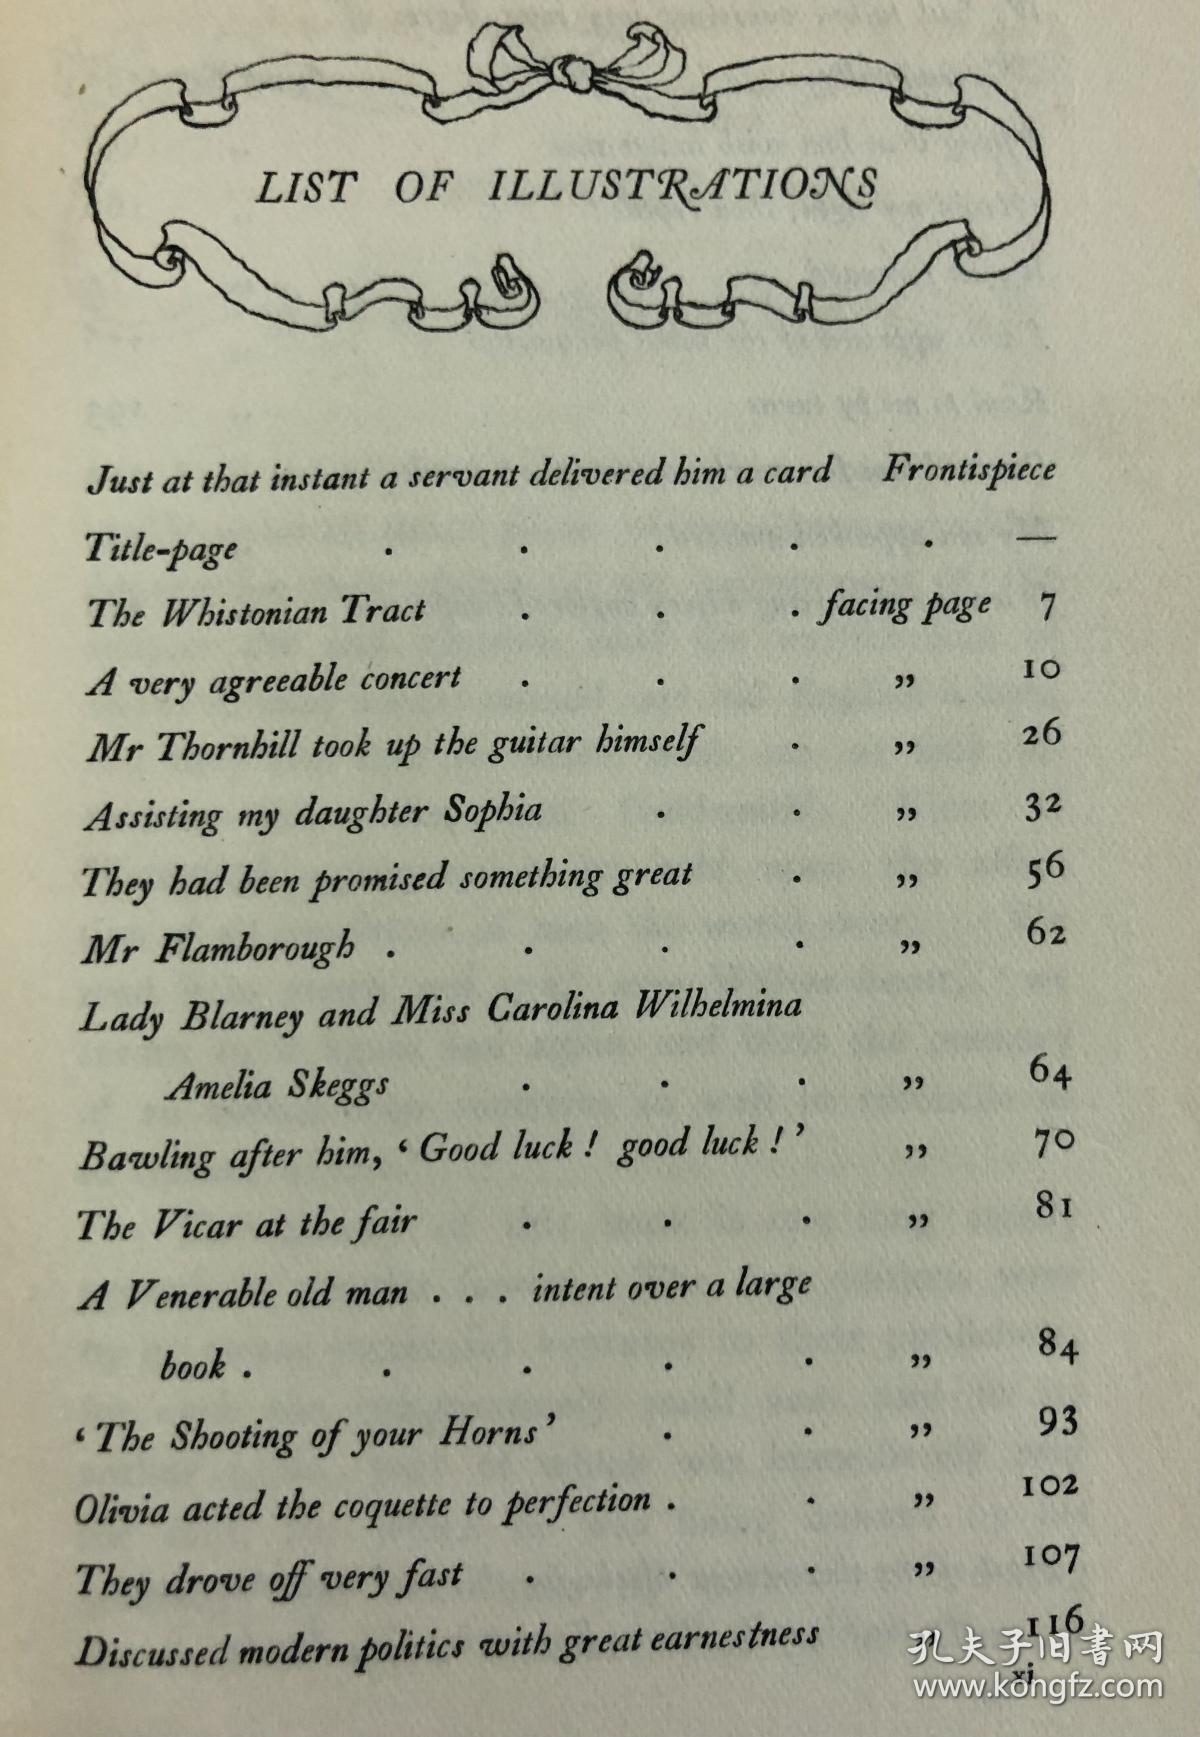 LIST OF ILLUSTRATIONS
Just at that instant a servant delivered him a card Frontispiece
Title-page . . . . . —
The Whistonian Tract . . . facing page 7
A very agreeable concert . . . „ 10
Mr Thornhill took up the guitar himself . „ 26
Assisting my daughter Sophia . . „ 32
They had been promised something great . „ 56
Mr Flamborough . . . . „ 62
Lady Blarney and Miss Carolina Wilhelmina
Amelia Skeggs . . . „ 64
Bawling after him, ‘ Good luck ! good luck ! ’ „ 70
The Vicar at the fair . . . „ 81
A Venerable old man . . . intent over a large
book . . . . . „ 84
‘ The Shooting of your Horns ’ . . „ 93
Olivia acted the coquette to perfection . . „ 102
They drove off very fast . . . „ 107
Discussed modern politics with great earnestness „ 116
xi
孔夫子旧书网
www.kongfz.com